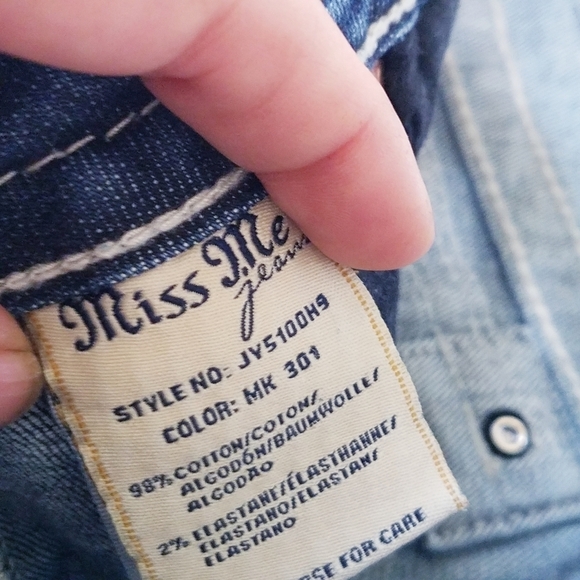 Miss Me
jeans
STYLE NO: JY5100H9
COLOR: MK 301
98% COTTON/COTON/
ALGODÓN/BAUMWOLLE/
ALGODÃO
2% ELASTANE/ÉLASTHANNE/
ELASTANO/ELASTAN/
ELASTANO
FOR CARE